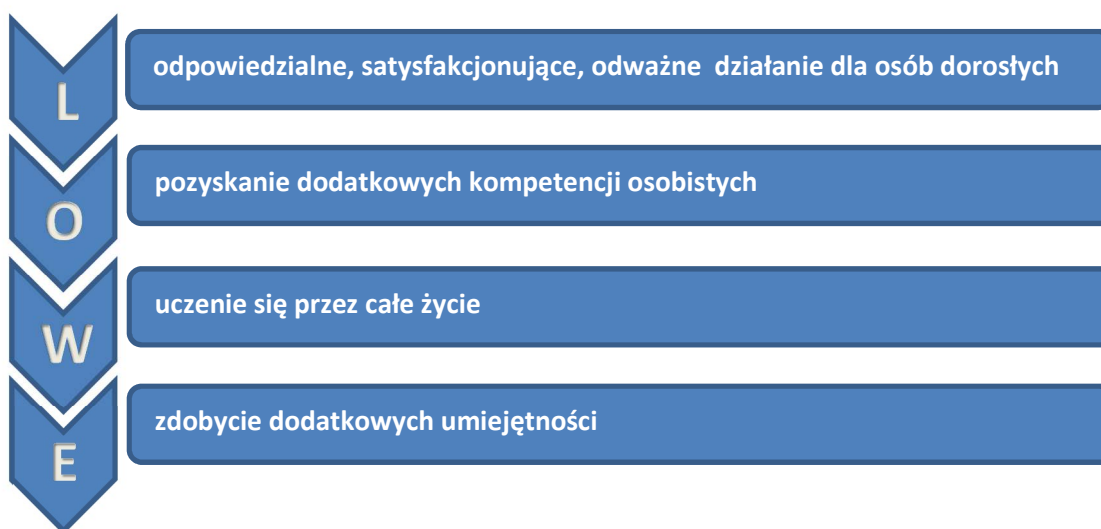 L
odpowiedzialne, satysfakcjonujące, odważne działanie dla osób dorosłych
O
pozyskanie dodatkowych kompetencji osobistych
W
uczenie się przez całe życie
E
zdobycie dodatkowych umiejętności